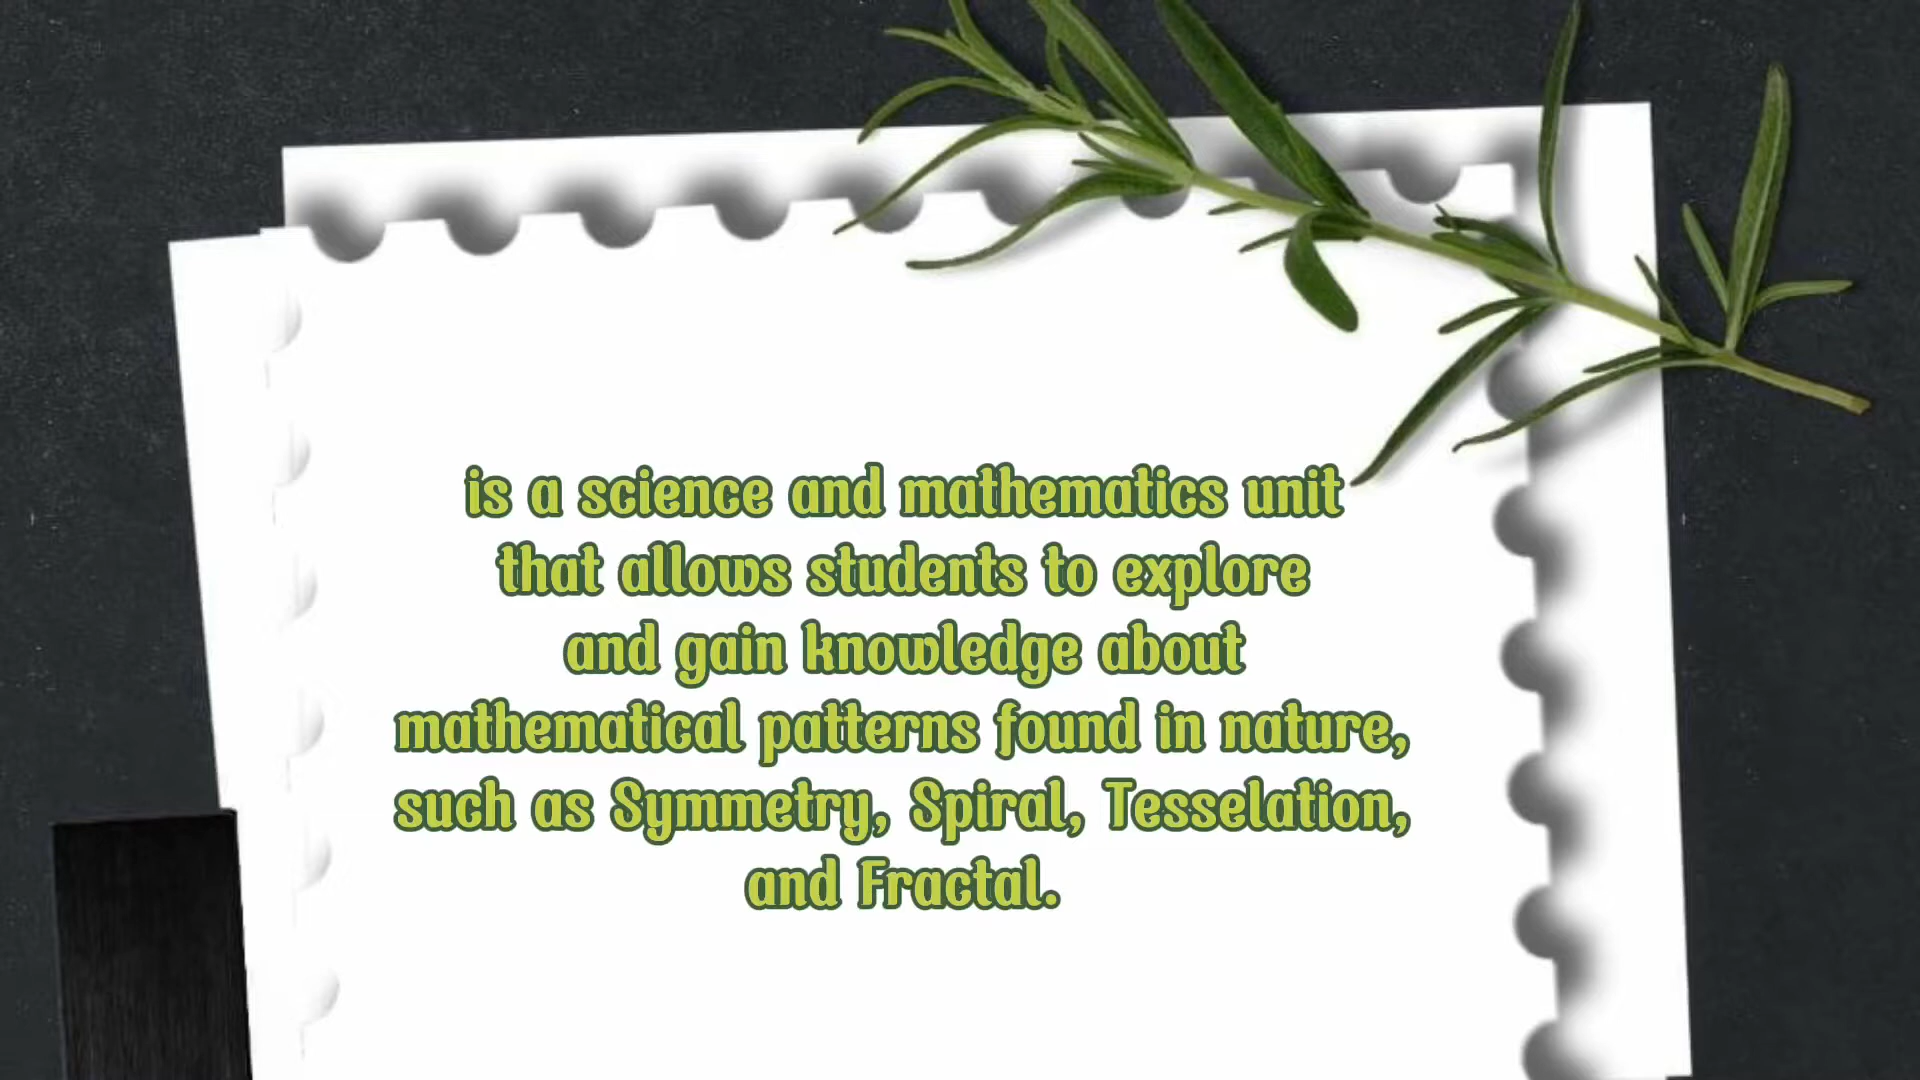 is a science and mathematics unit
that allows students to explore
and gain knowledge about
mathematical patterns found in nature,
such as Symmetry, Spiral, Tesselation,
and Fractal.